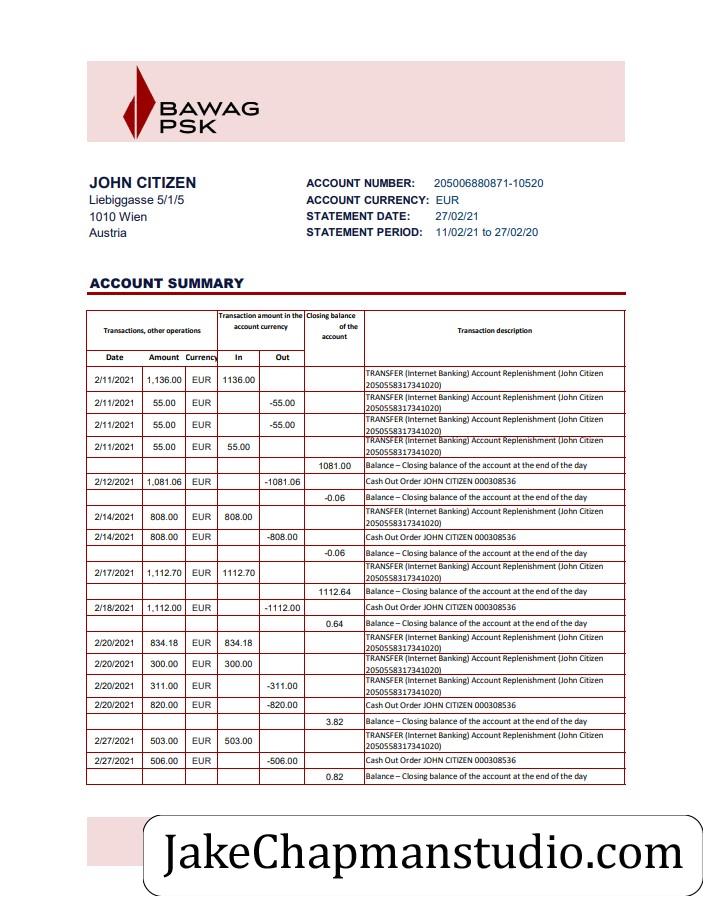 BAWAG
PSK
JOHN CITIZEN
Liebiggasse 5/1/5
1010 Wien
Austria
ACCOUNT NUMBER: 205006880871-10520
ACCOUNT CURRENCY: EUR
STATEMENT DATE: 27/02/21
STATEMENT PERIOD: 11/02/21 to 27/02/20
ACCOUNT SUMMARY
Transactions, other operations
Transaction amount in the
account currency
Closing balance
of the
account
Transaction description
Date Amount Currency In Out
2/11/2021 1,136.00 EUR 1136.00 TRANSFER (Internet Banking) Account Replenishment (John Citizen
2050558317341020)
2/11/2021 55.00 EUR -55.00 TRANSFER (Internet Banking) Account Replenishment (John Citizen
2050558317341020)
2/11/2021 55.00 EUR -55.00 TRANSFER (Internet Banking) Account Replenishment (John Citizen
2050558317341020)
2/11/2021 55.00 EUR 55.00 TRANSFER (Internet Banking) Account Replenishment (John Citizen
2050558317341020)
1081.00 Balance – Closing balance of the account at the end of the day
2/12/2021 1,081.06 EUR -1081.06 Cash Out Order JOHN CITIZEN 000308536
-0.06 Balance – Closing balance of the account at the end of the day
2/14/2021 808.00 EUR 808.00 TRANSFER (Internet Banking) Account Replenishment (John Citizen
2050558317341020)
2/14/2021 808.00 EUR -808.00 Cash Out Order JOHN CITIZEN 000308536
-0.06 Balance – Closing balance of the account at the end of the day
2/17/2021 1,112.70 EUR 1112.70 TRANSFER (Internet Banking) Account Replenishment (John Citizen
2050558317341020)
1112.64 Balance – Closing balance of the account at the end of the day
2/18/2021 1,112.00 EUR -1112.00 Cash Out Order JOHN CITIZEN 000308536
0.64 Balance – Closing balance of the account at the end of the day
2/20/2021 834.18 EUR 834.18 TRANSFER (Internet Banking) Account Replenishment (John Citizen
2050558317341020)
2/20/2021 300.00 EUR 300.00 TRANSFER (Internet Banking) Account Replenishment (John Citizen
2050558317341020)
2/20/2021 311.00 EUR -311.00 TRANSFER (Internet Banking) Account Replenishment (John Citizen
2050558317341020)
2/20/2021 820.00 EUR -820.00 Cash Out Order JOHN CITIZEN 000308536
3.82 Balance – Closing balance of the account at the end of the day
2/27/2021 503.00 EUR 503.00 TRANSFER (Internet Banking) Account Replenishment (John Citizen
2050558317341020)
2/27/2021 506.00 EUR -506.00 Cash Out Order JOHN CITIZEN 000308536
0.82 Balance – Closing balance of the account at the end of the day
JakeChapmanstudio.com